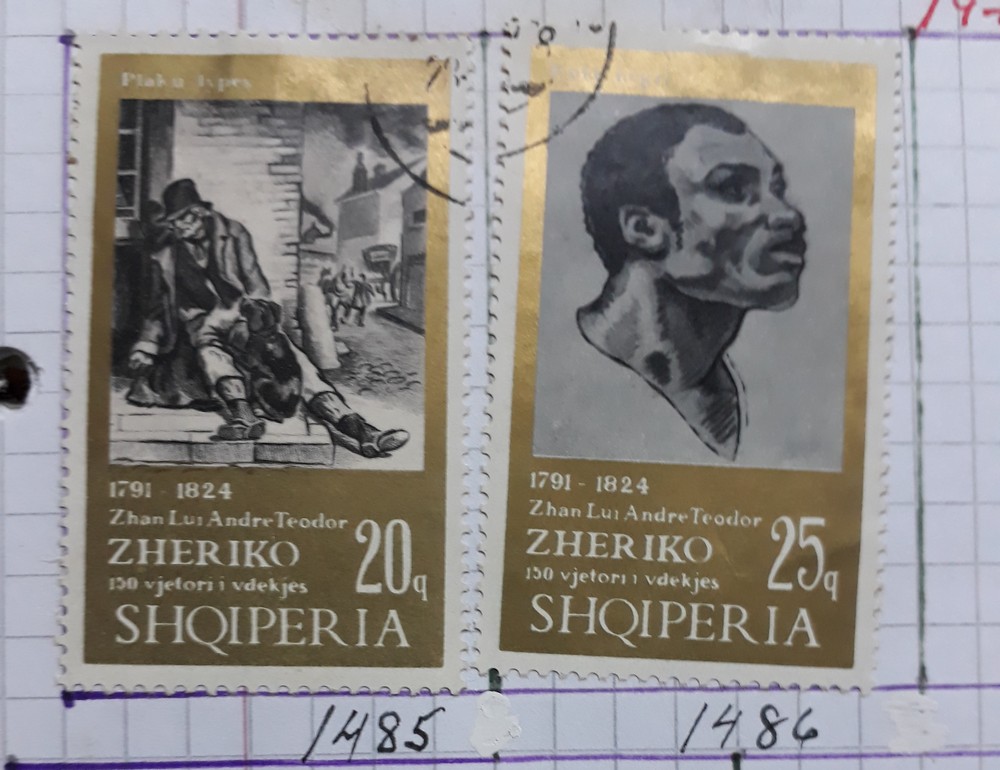 Plaku lypes
1791 - 1824
Zhan Lui Andre Teodor
ZHERIKO
150 vjetori i vdekjes
20q
SHQIPERIA
1791 - 1824
Zhan Lui Andre Teodor
ZHERIKO
150 vjetori i vdekjes
25q
SHQIPERIA
1485
1486